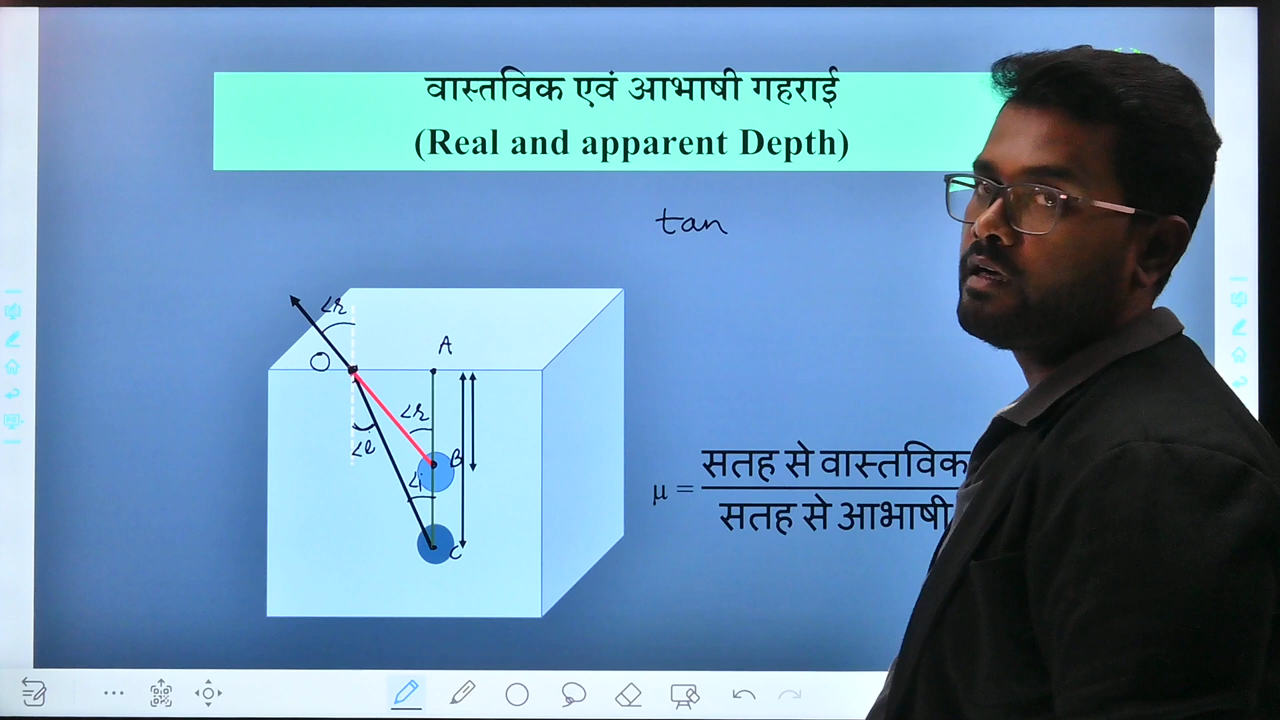 वास्तविक एवं आभाषी गहराई
(Real and apparent Depth)
tan
∠r
O
A
∠r
∠i
B
∠i
C
μ = सतह से वास्तविक
सतह से आभाषी